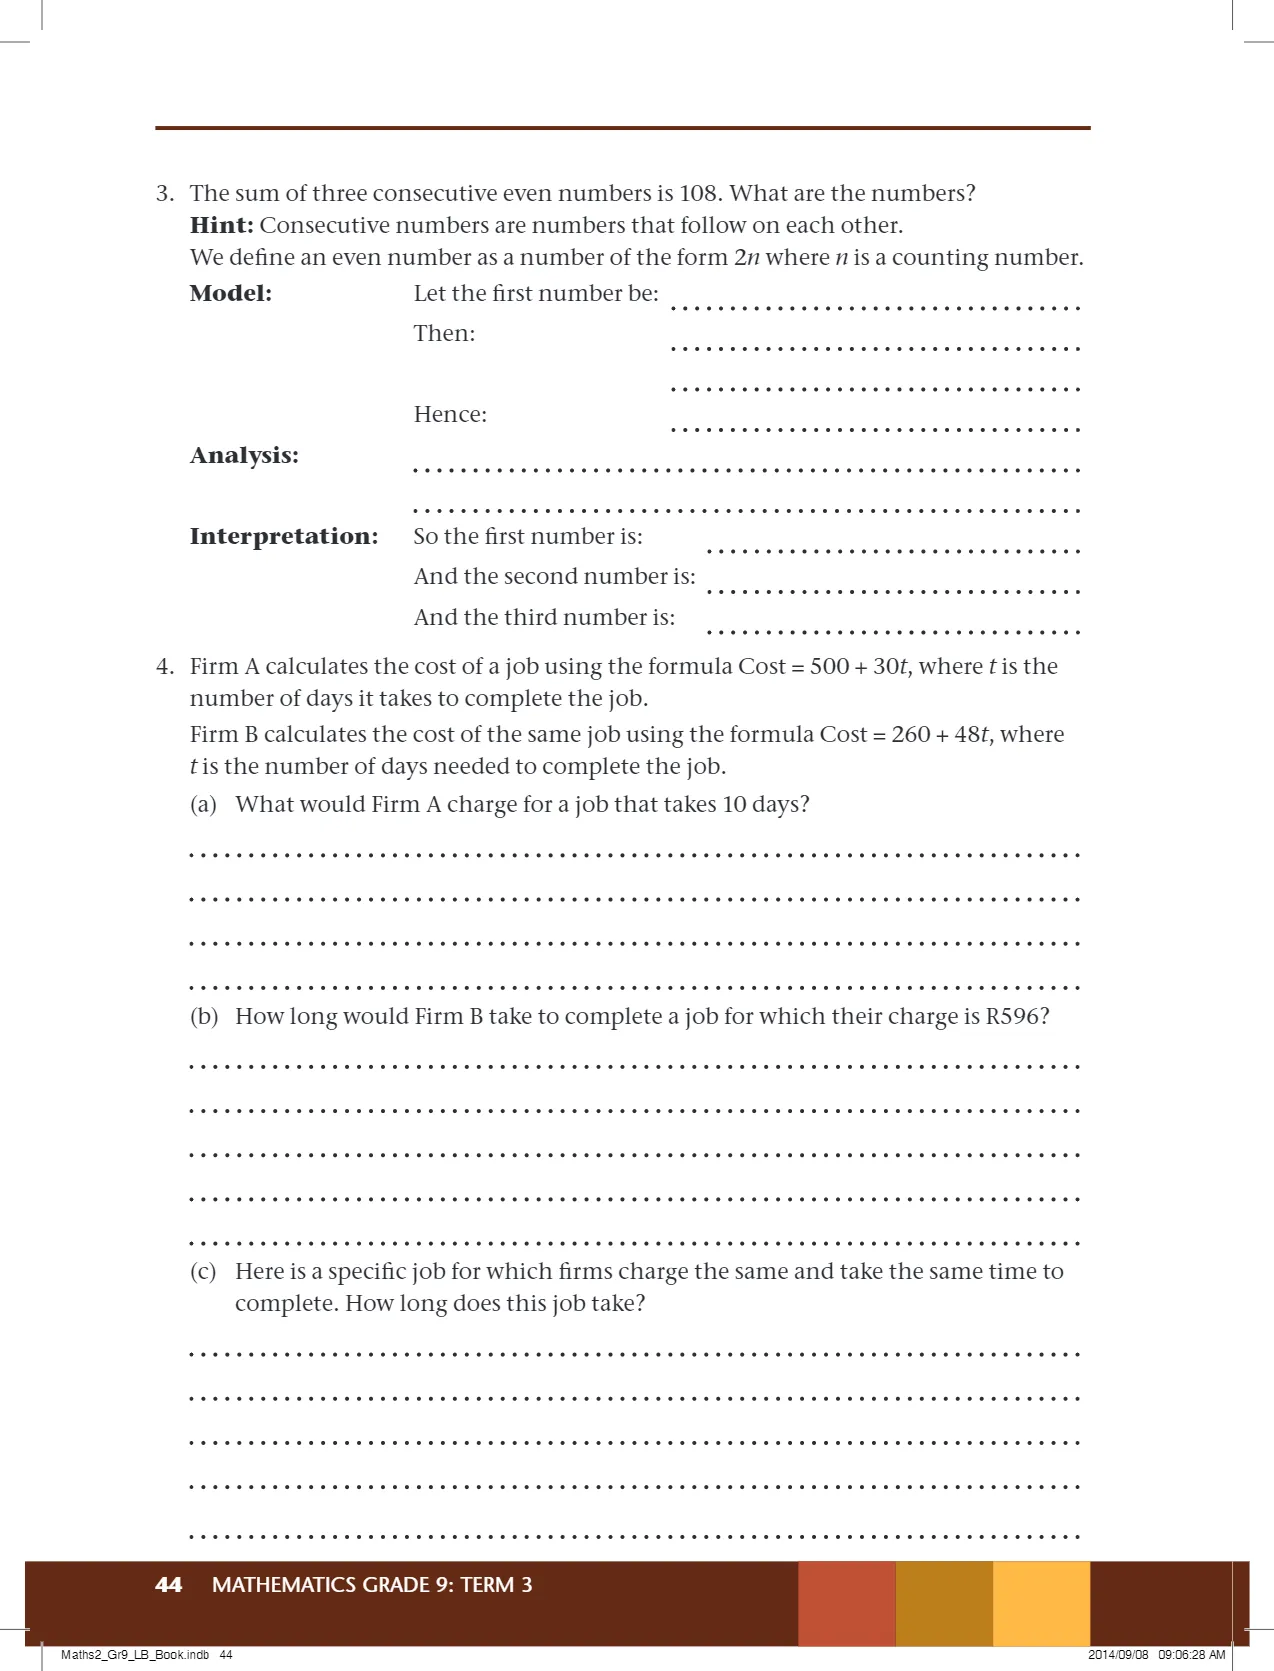 3. The sum of three consecutive even numbers is 108. What are the numbers?
Hint: Consecutive numbers are numbers that follow on each other.
We define an even number as a number of the form 2n where n is a counting number.
Model: Let the first number be:
Then:
Hence:
Analysis:
Interpretation: So the first number is:
And the second number is:
And the third number is:
4. Firm A calculates the cost of a job using the formula Cost = 500 + 30t, where t is the
number of days it takes to complete the job.
Firm B calculates the cost of the same job using the formula Cost = 260 + 48t, where
t is the number of days needed to complete the job.
(a) What would Firm A charge for a job that takes 10 days?
(b) How long would Firm B take to complete a job for which their charge is R596?
(c) Here is a specific job for which firms charge the same and take the same time to
complete. How long does this job take?
44 MATHEMATICS GRADE 9: TERM 3
Maths2_Gr9_LB_Book.indb 44 2014/09/08 09:06:28 AM